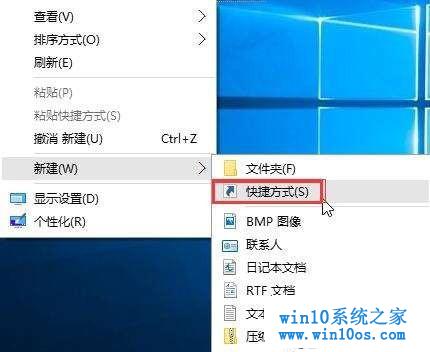 查看(V)
排序方式(O)
刷新(E)
粘贴(P)
粘贴快捷方式(S)
撤消 新建(U) Ctrl+Z
新建(W)
显示设置(D)
个性化(R)
文件夹(F)
快捷方式(S)
BMP 图像
联系人
日记本文档
RTF 文档
文本
压缩
win10系统之家
www.win10os.com